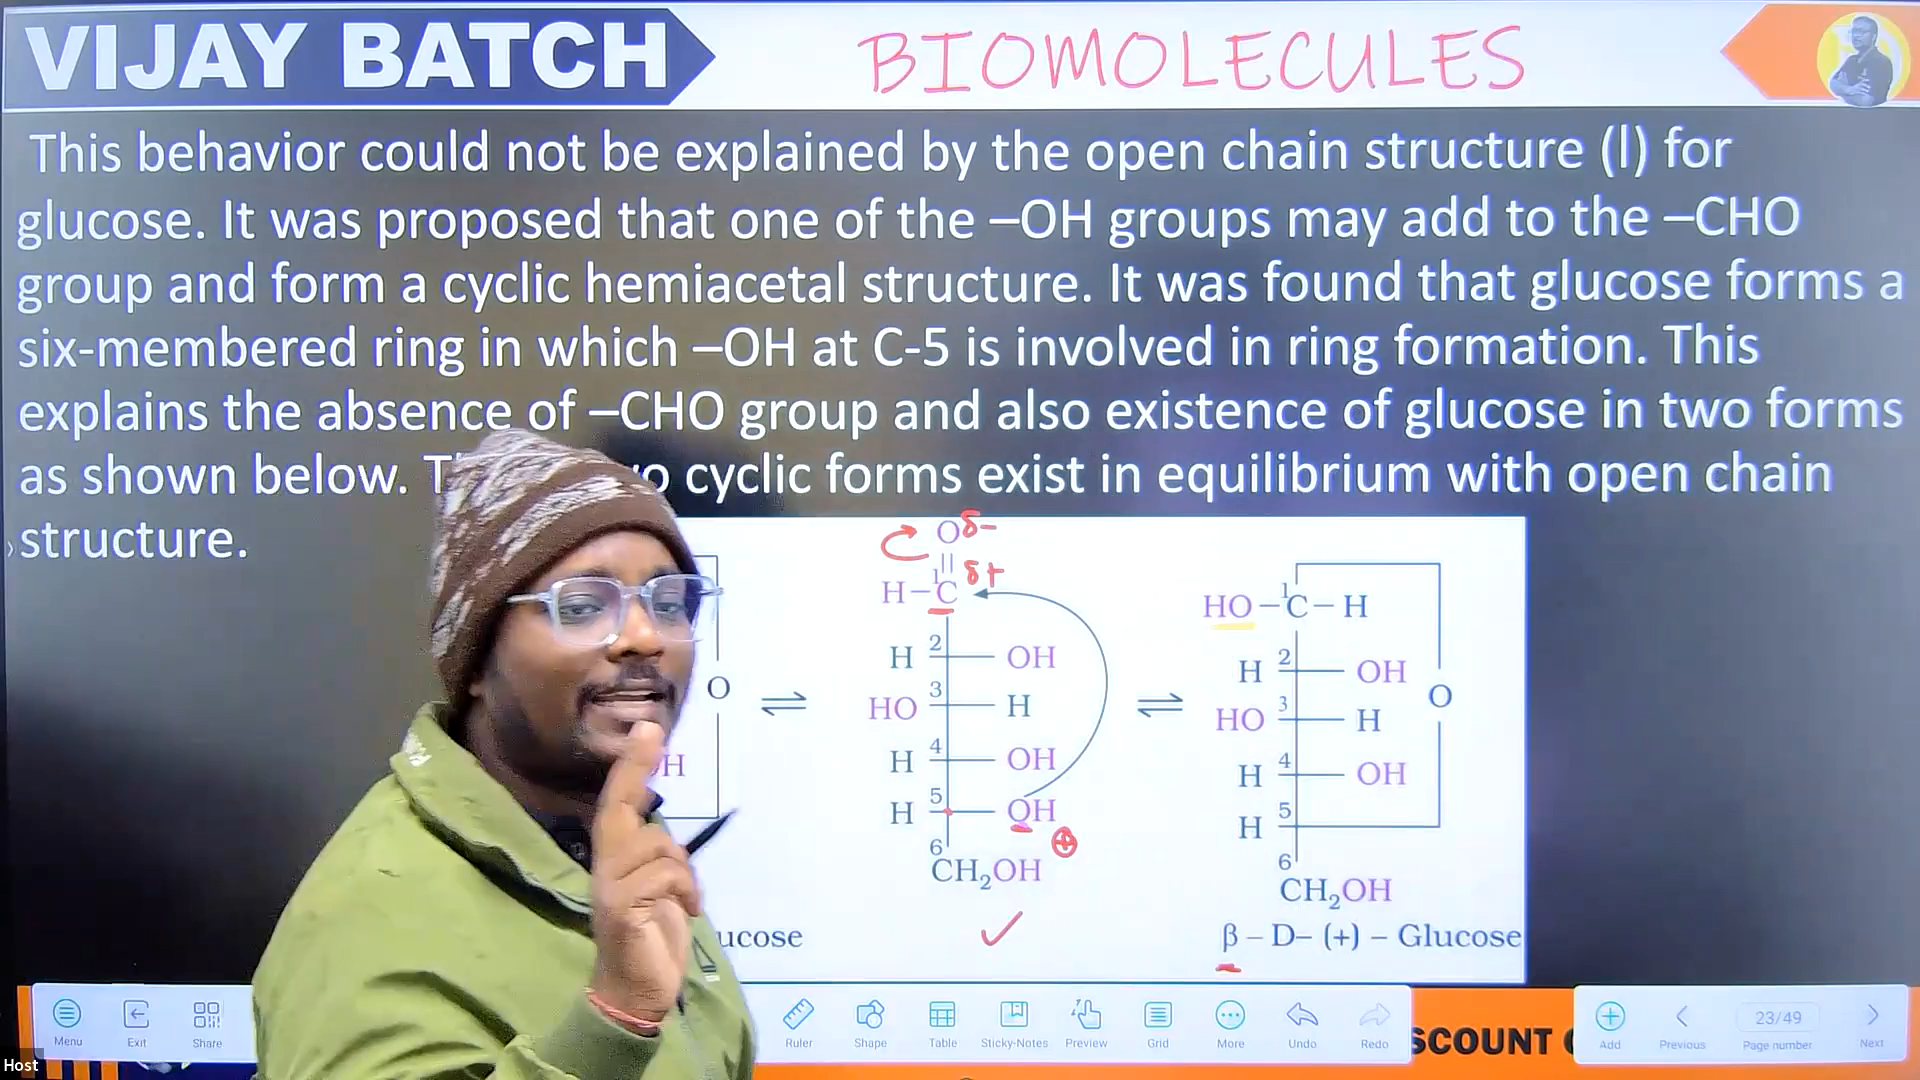 VIJAY BATCH
BIOMOLECULES
This behavior could not be explained by the open chain structure (l) for
glucose. It was proposed that one of the –OH groups may add to the –CHO
group and form a cyclic hemiacetal structure. It was found that glucose forms a
six-membered ring in which –OH at C-5 is involved in ring formation. This
explains the absence of –CHO group and also existence of glucose in two forms
as shown below. cyclic forms exist in equilibrium with open chain
structure.
O δ-
H–¹C δ+
HO–¹C–H
H 2 OH
H 2 OH
O
HO 3 H
HO 3 H
O
H 4 OH
H 4 OH
H 5 OH
⊕
H 5
6
CH₂OH
6
CH₂OH
✓
β – D– (+) – Glucose
Menu Exit Share Ruler Shape Table Sticky-Notes Preview Grid More Undo Redo
Add Previous 23/49 Page number Next
Host